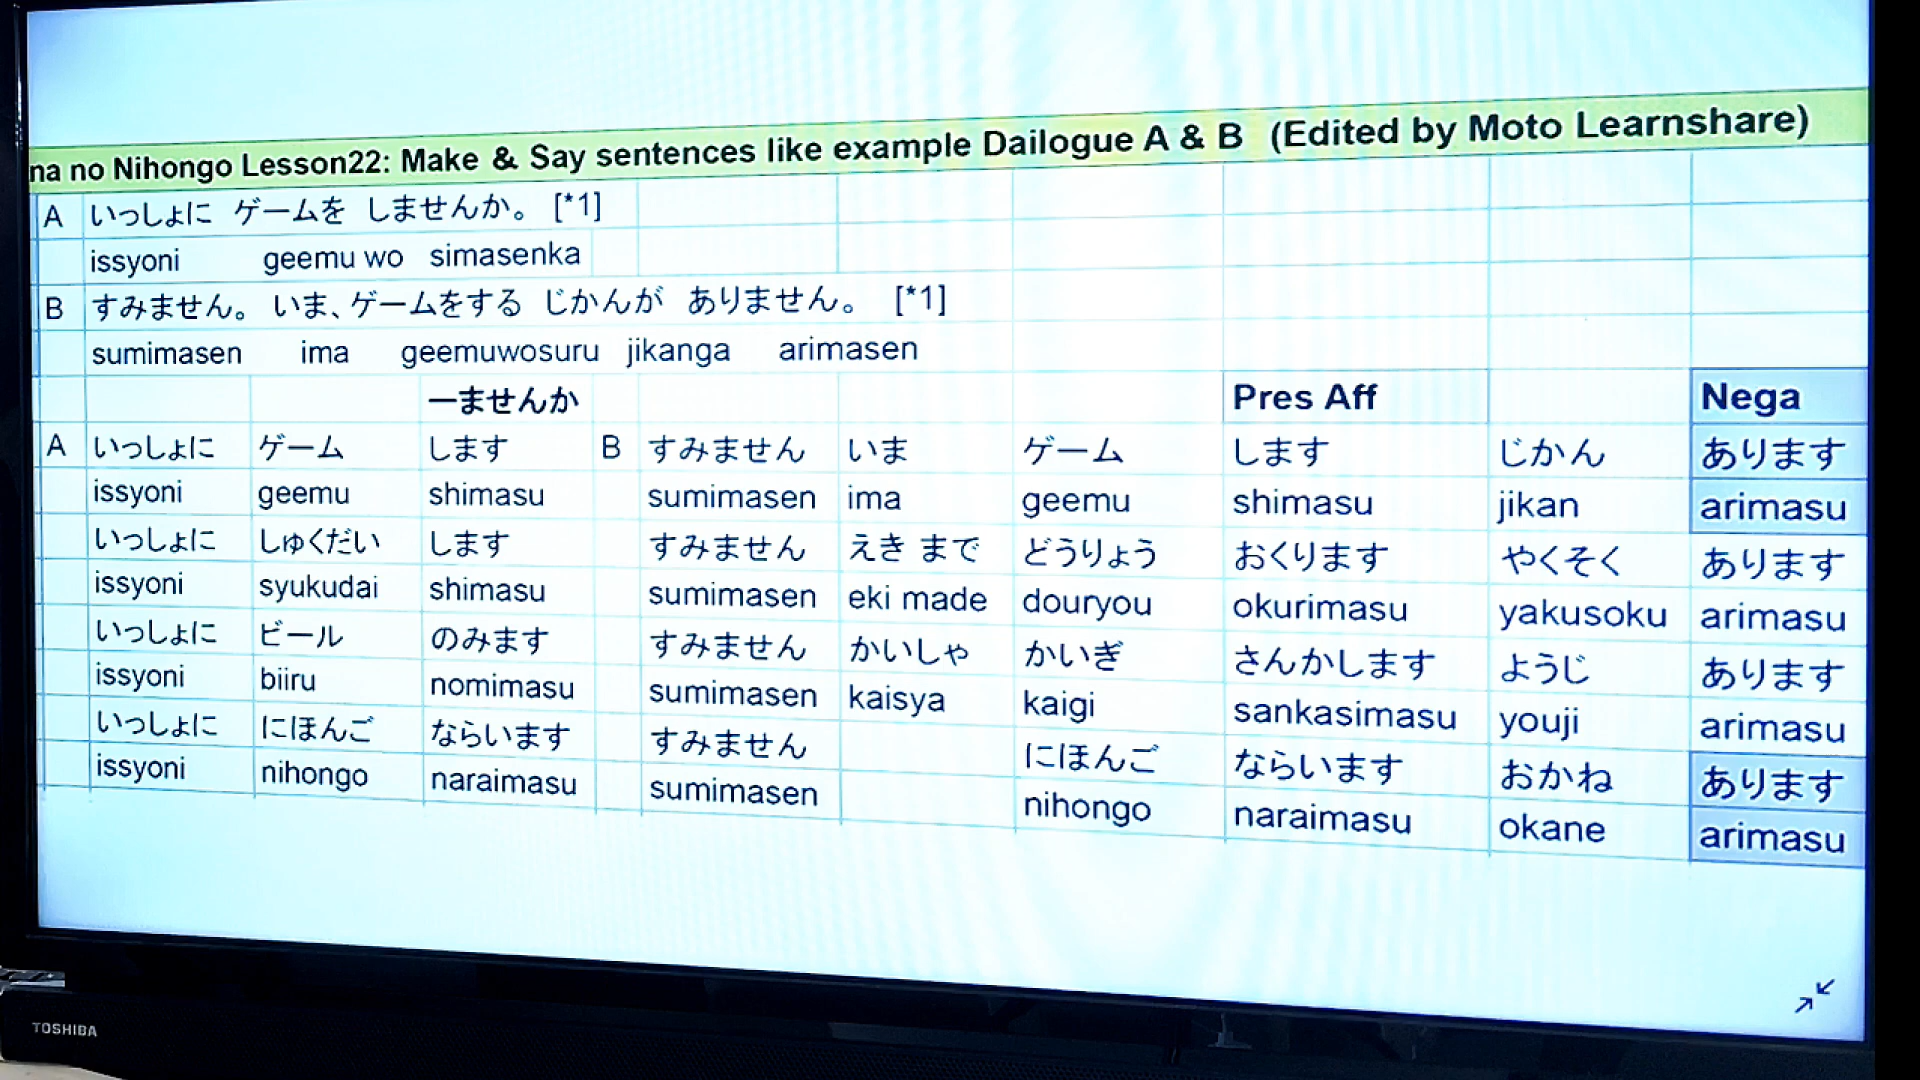 na no Nihongo Lesson22: Make & Say sentences like example Dailogue A & B (Edited by Moto Learnshare)
A いっしょに ゲームを しませんか。 [*1]
issyoni geemu wo simasenka
B すみません。 いま、ゲームをする じかんが ありません。 [*1]
sumimasen ima geemuwosuru jikanga arimasen
ーませんか Pres Aff Nega
A いっしょに ゲーム します B すみません いま ゲーム します じかん あります
issyoni geemu shimasu sumimasen ima geemu shimasu jikan arimasu
いっしょに しゅくだい します すみません えき まで どうりょう おくります やくそく あります
issyoni syukudai shimasu sumimasen eki made douryou okurimasu yakusoku arimasu
いっしょに ビール のみます すみません かいしゃ かいぎ さんかします ようじ あります
issyoni biiru nomimasu sumimasen kaisya kaigi sankasimasu youji arimasu
いっしょに にほんご ならいます すみません にほんご ならいます おかね あります
issyoni nihongo naraimasu sumimasen nihongo naraimasu okane arimasu
TOSHIBA